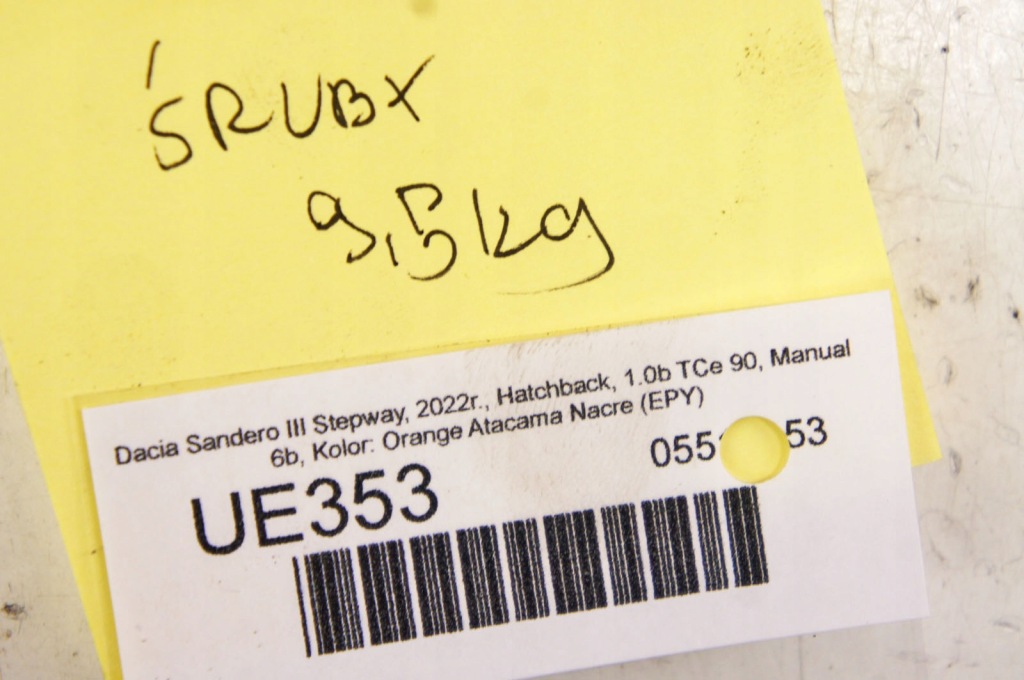 ŚRUBY
9,5kg
Dacia Sandero III Stepway, 2022r., Hatchback, 1.0b TCe 90, Manual
6b, Kolor: Orange Atacama Nacre (EPY)
UE353